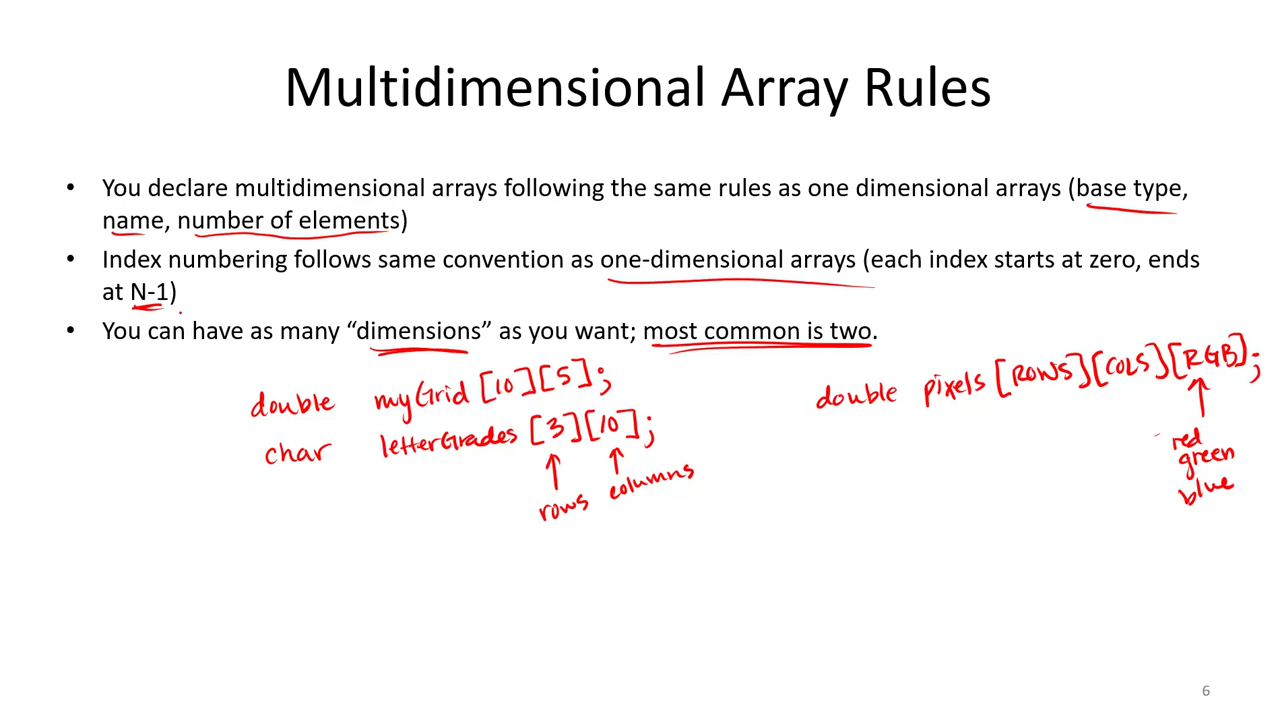 Multidimensional Array Rules
• You declare multidimensional arrays following the same rules as one dimensional arrays (base type,
name, number of elements)
• Index numbering follows same convention as one-dimensional arrays (each index starts at zero, ends
at N-1)
• You can have as many “dimensions” as you want; most common is two.
double myGrid [10][5];
char letterGrades [3][10];
rows columns
double pixels [ROWS][COLS][RGB];
red
green
blue
6